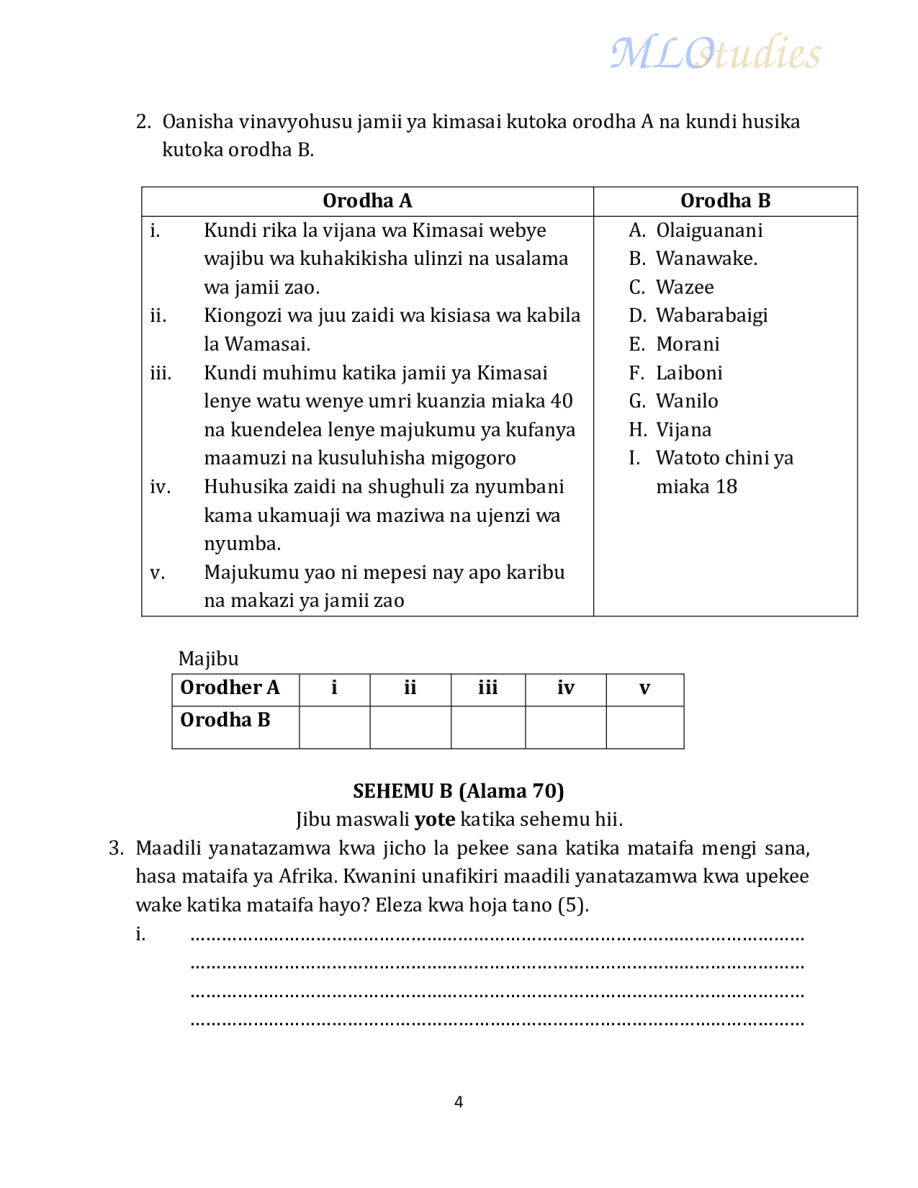 MLOstudies
2. Oanisha vinavyohusu jamii ya kimasai kutoka orodha A na kundi husika
kutoka orodha B.
Orodha A
i. Kundi rika la vijana wa Kimasai webye
wajibu wa kuhakikisha ulinzi na usalama
wa jamii zao.
ii. Kiongozi wa juu zaidi wa kisiasa wa kabila
la Wamasai.
iii. Kundi muhimu katika jamii ya Kimasai
lenye watu wenye umri kuanzia miaka 40
na kuendelea lenye majukumu ya kufanya
maamuzi na kusuluhisha migogoro
iv. Huhusika zaidi na shughuli za nyumbani
kama ukamuaji wa maziwa na ujenzi wa
nyumba.
v. Majukumu yao ni mepesi nay apo karibu
na makazi ya jamii zao
Orodha B
A. Olaiguanani
B. Wanawake.
C. Wazee
D. Wabarabaigi
E. Morani
F. Laiboni
G. Wanilo
H. Vijana
I. Watoto chini ya
miaka 18
Majibu
Orodher A i ii iii iv v
Orodha B
SEHEMU B (Alama 70)
Jibu maswali yote katika sehemu hii.
3. Maadili yanatazamwa kwa jicho la pekee sana katika mataifa mengi sana,
hasa mataifa ya Afrika. Kwanini unafikiri maadili yanatazamwa kwa upekee
wake katika mataifa hayo? Eleza kwa hoja tano (5).
i. ........................................................................................................
........................................................................................................
........................................................................................................
........................................................................................................
4